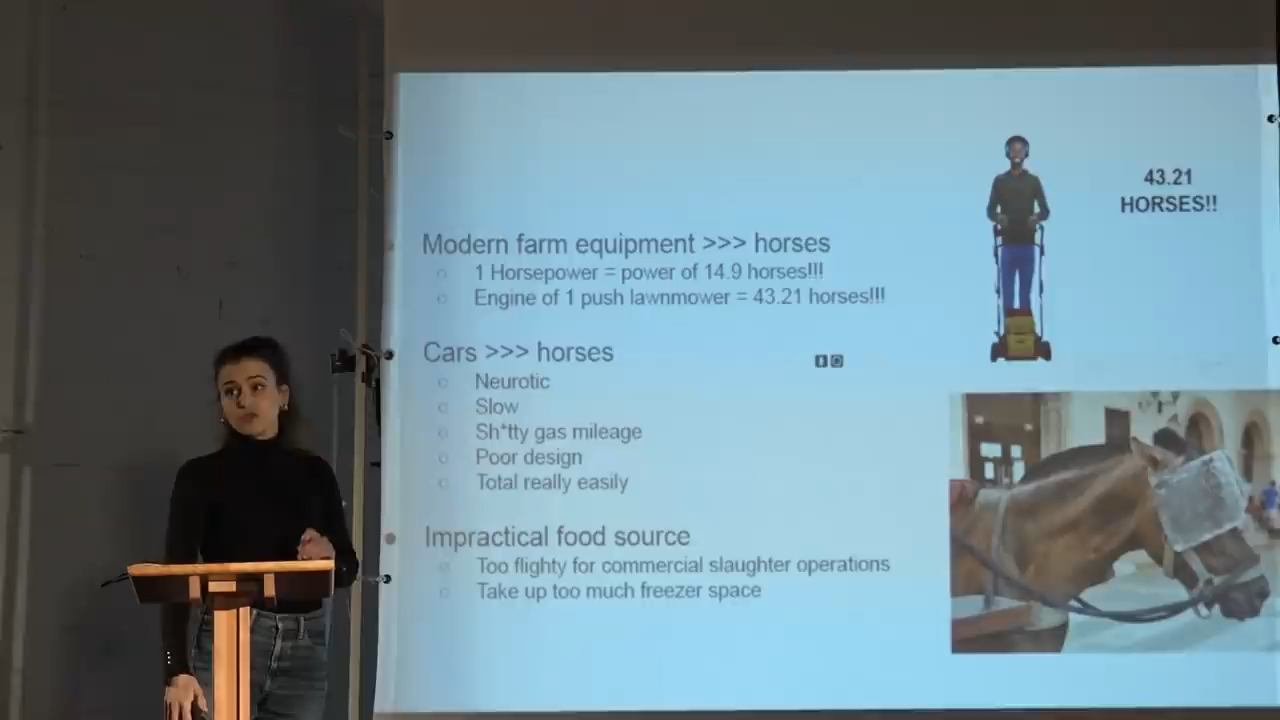 43.21
HORSES!!
Modern farm equipment >>> horses
1 Horsepower = power of 14.9 horses!!!
Engine of 1 push lawnmower = 43.21 horses!!!
Cars >>> horses
Neurotic
Slow
Sh*tty gas mileage
Poor design
Total really easily
Impractical food source
Too flighty for commercial slaughter operations
Take up too much freezer space